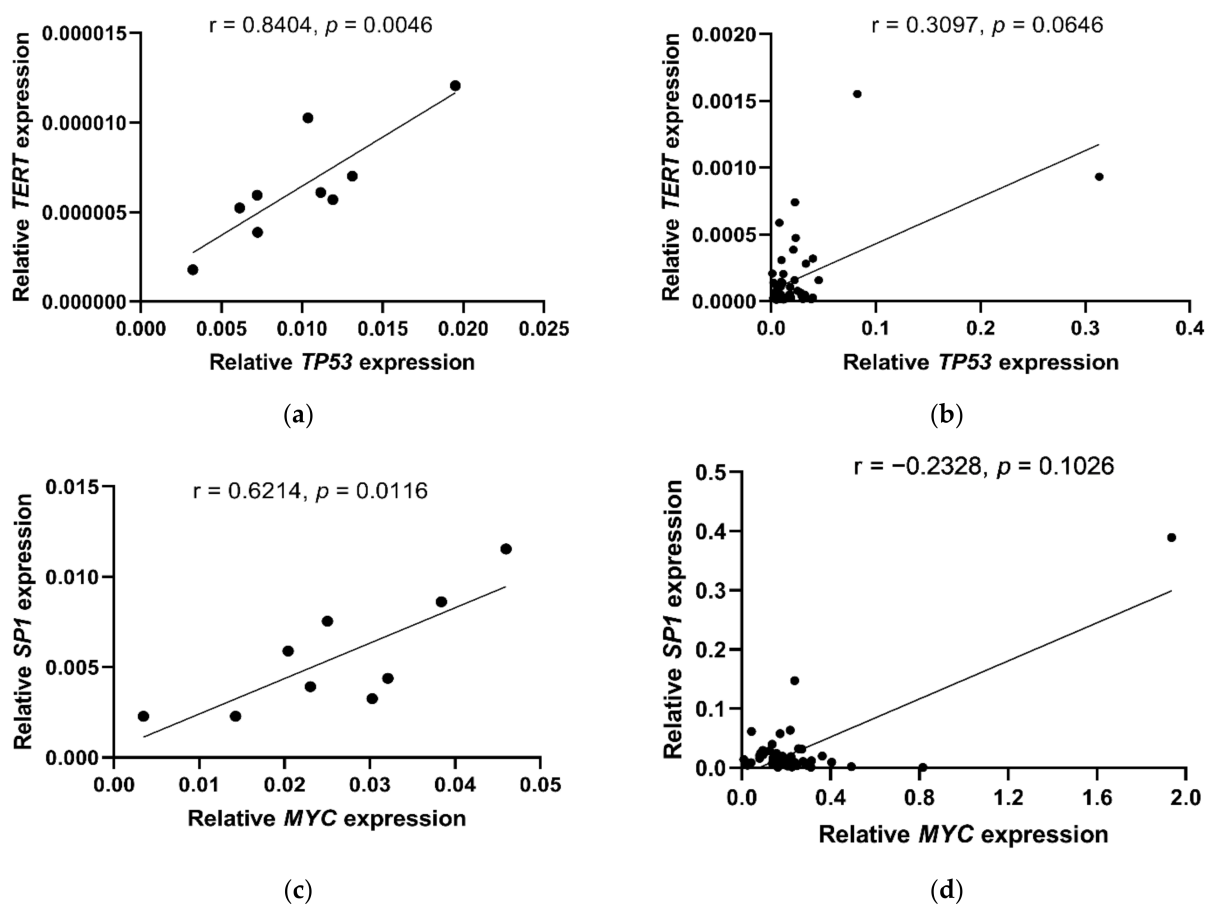 r = 0.8404, p = 0.0046
0.000015
0.000010
0.000005
0.000000
Relative TERT expression
0.000 0.005 0.010 0.015 0.020 0.025
Relative TP53 expression
(a)
r = 0.3097, p = 0.0646
0.0020
0.0015
0.0010
0.0005
0.0000
Relative TERT expression
0.0 0.1 0.2 0.3 0.4
Relative TP53 expression
(b)
r = 0.6214, p = 0.0116
0.015
0.010
0.005
0.000
Relative SP1 expression
0.00 0.01 0.02 0.03 0.04 0.05
Relative MYC expression
(c)
r = −0.2328, p = 0.1026
0.5
0.4
0.3
0.2
0.1
0.0
Relative SP1 expression
0.0 0.4 0.8 1.2 1.6 2.0
Relative MYC expression
(d)